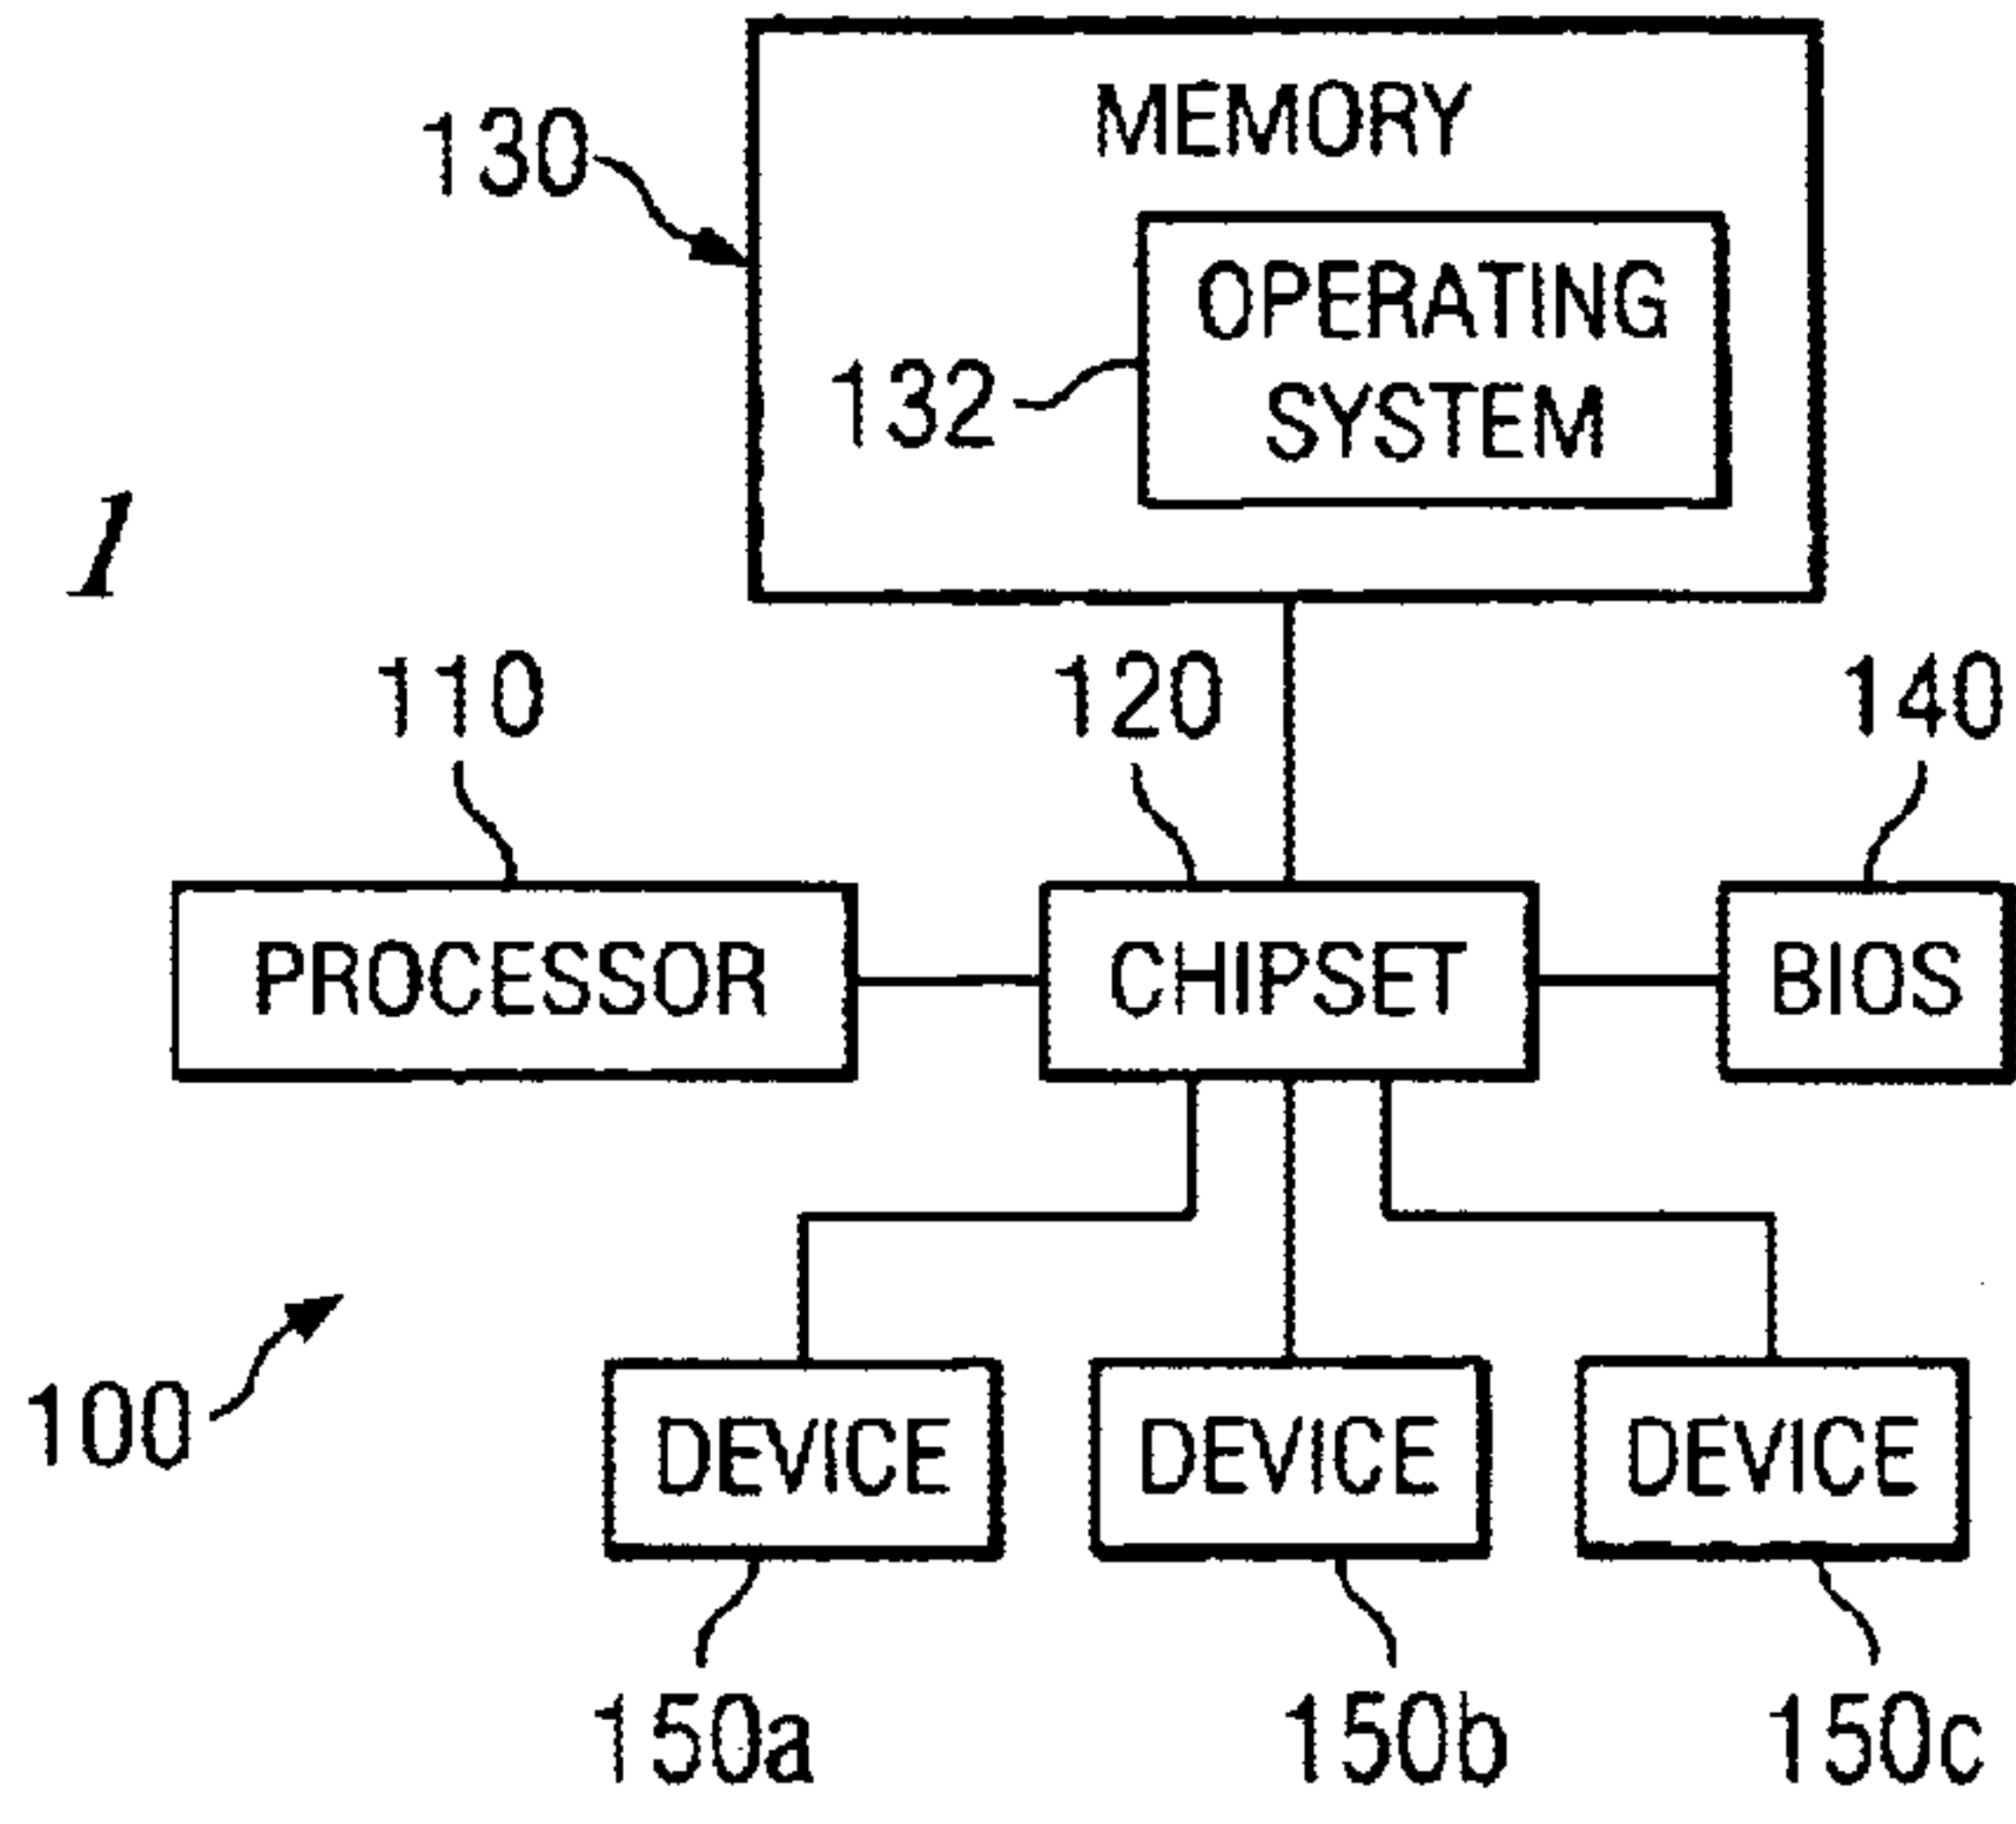 MEMORY
130
OPERATING
132
SYSTEM
1
110
120
140
PROCESSOR
CHIPSET
BIOS
100
DEVICE
DEVICE
DEVICE
150a
150b
150c